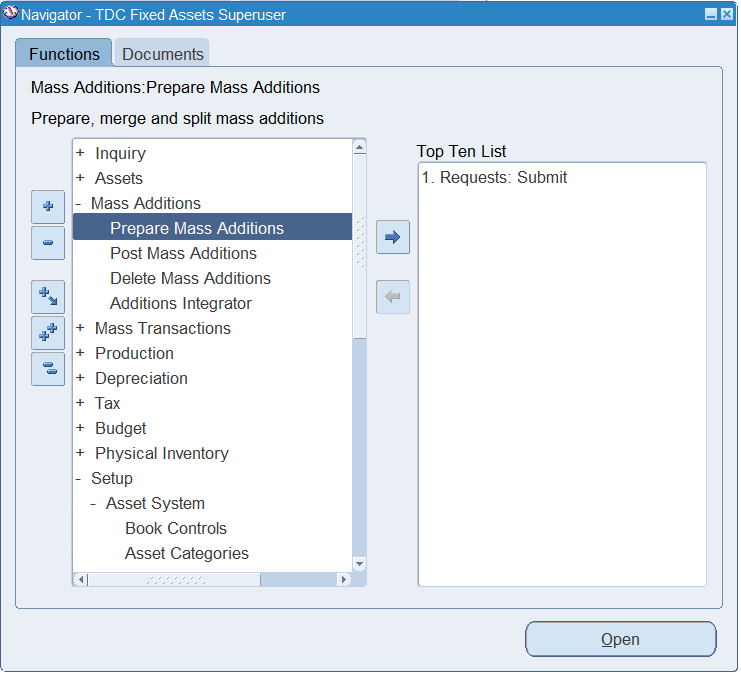 Navigator - TDC Fixed Assets Superuser
Functions
Documents
Mass Additions:Prepare Mass Additions
Prepare, merge and split mass additions
+ Inquiry
+ Assets
- Mass Additions
Prepare Mass Additions
Post Mass Additions
Delete Mass Additions
Additions Integrator
+ Mass Transactions
+ Production
+ Depreciation
+ Tax
+ Budget
+ Physical Inventory
- Setup
- Asset System
Book Controls
Asset Categories
Top Ten List
1. Requests: Submit
Open